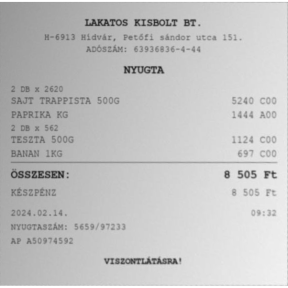 LAKATOS KISBOLT BT.
H-6913 Hidvár, Petőfi sándor utca 151.
ADÓSZÁM: 63936836-4-44
NYUGTA
2 DB x 2620
SAJT TRAPPISTA 500G 5240 C00
PAPRIKA KG 1444 A00
2 DB x 562
TESZTA 500G 1124 C00
BANAN 1KG 697 C00
ÖSSZESEN: 8 505 Ft
KÉSZPÉNZ 8 505 Ft
2024.02.14. 09:32
NYUGTASZÁM: 5659/97233
AP A50974592
VISZONTLÁTÁSRA!